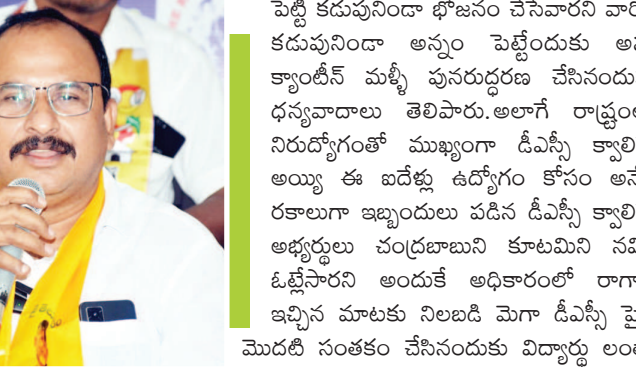 పెట్టి కడుపునిండా భోజనం చేసేవారని
కడుపునిండా అన్నం పెట్టేందుకు
క్యాంటీన్ మళ్ళీ పునరుద్ధరణ
ధన్యవాదాలు తెలిపారు.అలాగే
నిరుద్యోగంతో ముఖ్యంగా డీఎస్సీ
అయ్యి ఈ ఐదేళ్లు ఉద్యోగం కోసం
రకాలుగా ఇబ్బందులు పడిన డీఎస్సీ
అభ్యర్థులు చంద్రబాబుని కూటమిని
ఓట్లేసారని అందుకే అధికారంలో
ఇచ్చిన మాటకు నిలబడి మెగా డీఎస్సీ
మొదటి సంతకం చేసినందుకు విద్యార్థు